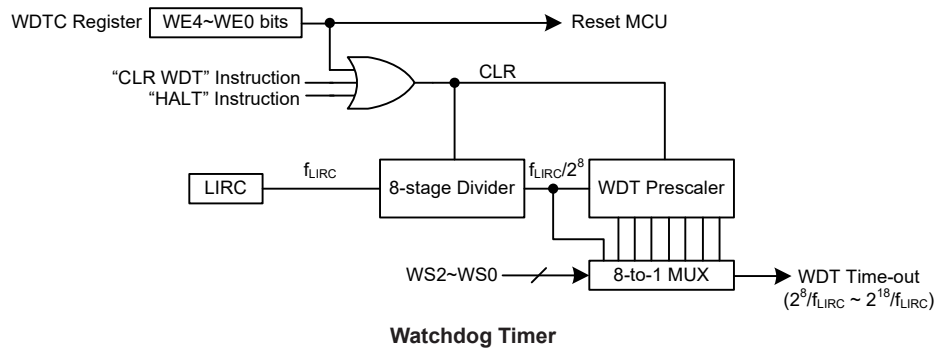 WDTC Register WE4~WE0 bits Reset MCU
“CLR WDT” Instruction
“HALT” Instruction
CLR
LIRC
fLIRC
8-stage Divider
fLIRC/2⁸
WDT Prescaler
WS2~WS0
8-to-1 MUX
WDT Time-out
(2⁸/fLIRC ~ 2¹⁸/fLIRC)
Watchdog Timer